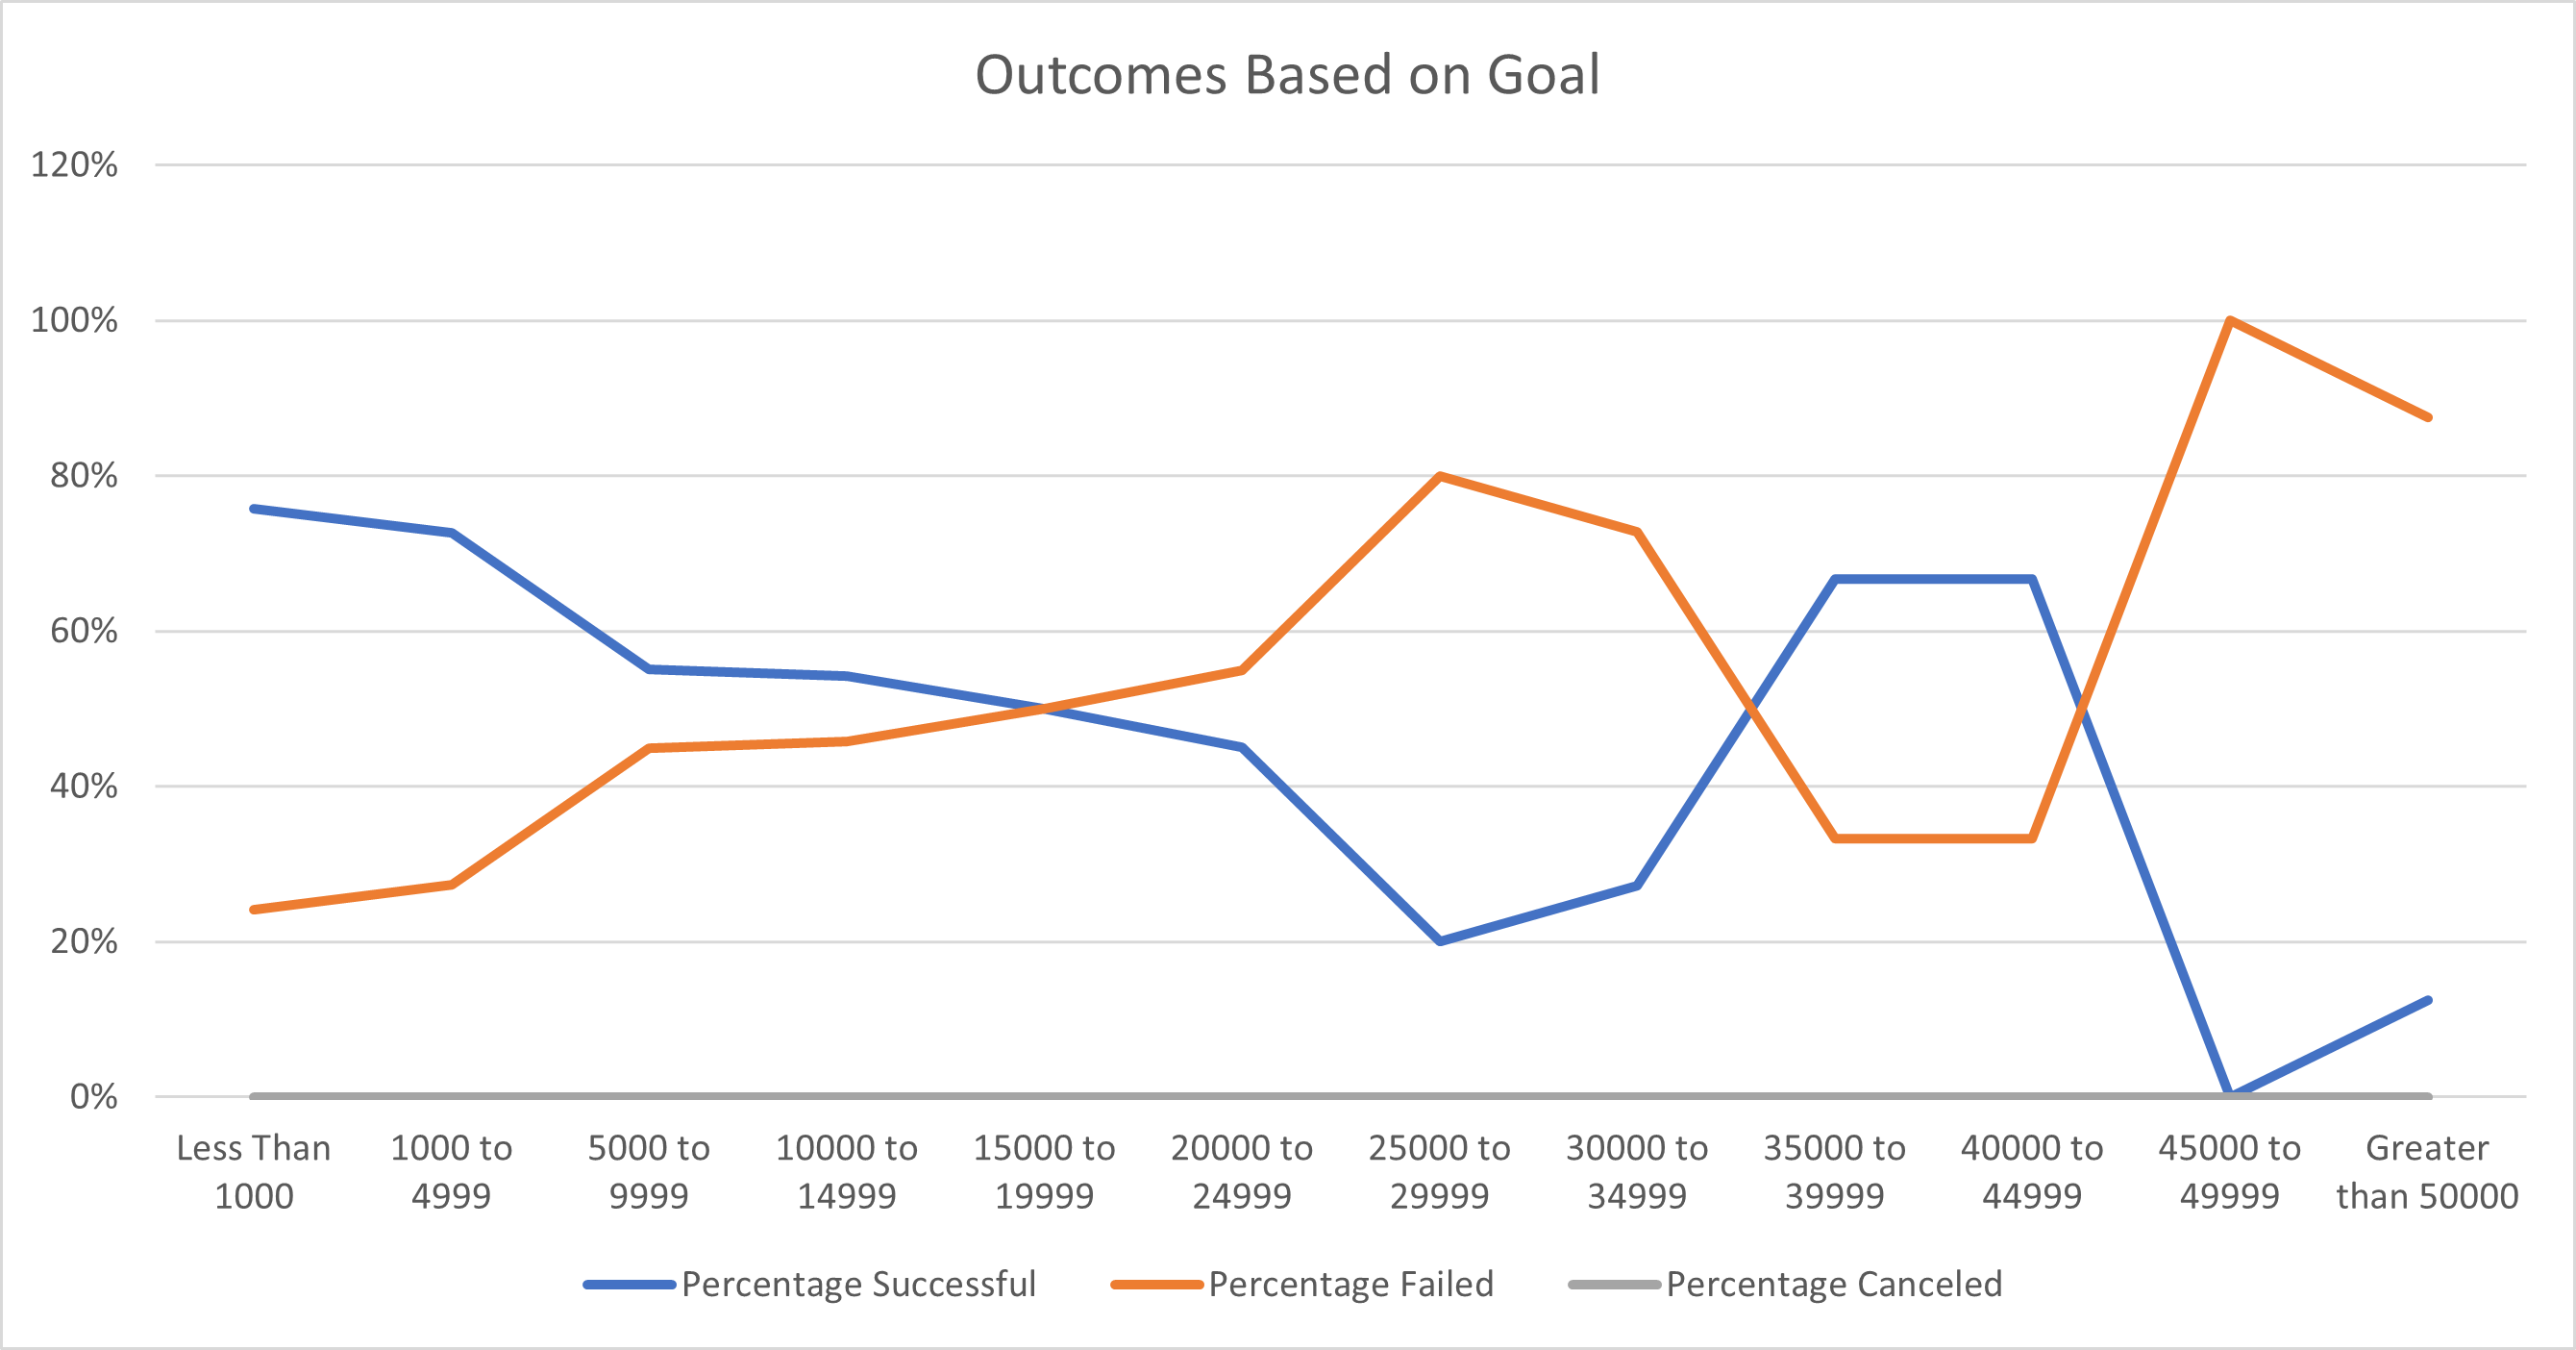 Outcomes Based on Goal
120%
100%
80%
60%
40%
20%
0%
Less Than 1000 to 5000 to 10000 to 15000 to 20000 to 25000 to 30000 to 35000 to 40000 to 45000 to Greater
1000 4999 9999 14999 19999 24999 29999 34999 39999 44999 49999 than 50000
Percentage Successful Percentage Failed Percentage Canceled